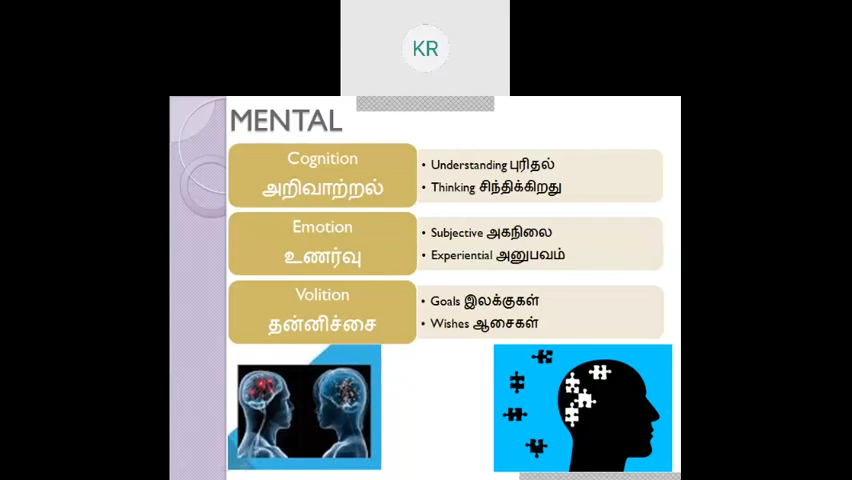 KR
MENTAL
Cognition
அறிவாற்றல்
• Understanding புரிதல்
• Thinking சிந்திக்கிறது
Emotion
உணர்வு
• Subjective அகநிலை
• Experiential அனுபவம்
Volition
தன்னிச்சை
• Goals இலக்குகள்
• Wishes ஆசைகள்